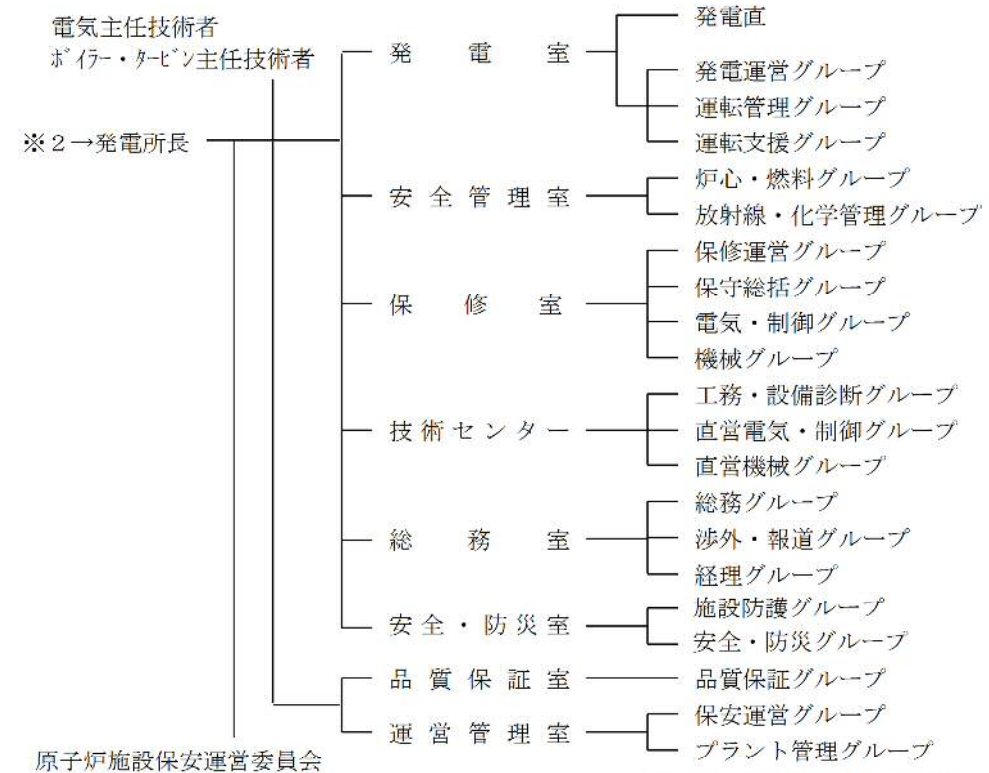 電気主任技術者
ﾎﾞｲﾗｰ・ﾀｰﾋﾞﾝ主任技術者
※２→発電所長
原子炉施設保安運営委員会
発電室
発電直
発電運営グループ
運転管理グループ
運転支援グループ
安全管理室
炉心・燃料グループ
放射線・化学管理グループ
保修室
保修運営グループ
保守総括グループ
電気・制御グループ
機械グループ
技術センター
工務・設備診断グループ
直営電気・制御グループ
直営機械グループ
総務室
総務グループ
渉外・報道グループ
経理グループ
安全・防災室
施設防護グループ
安全・防災グループ
品質保証室
品質保証グループ
運営管理室
保安運営グループ
プラント管理グループ